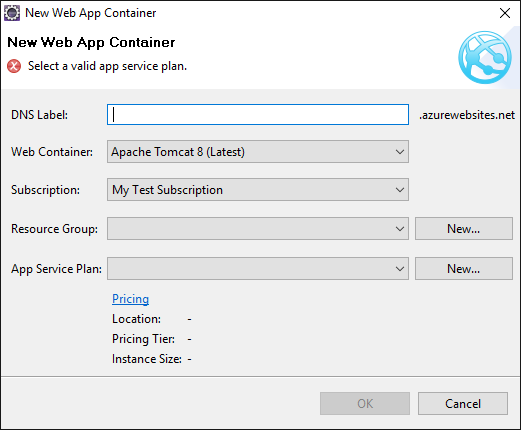 New Web App Container
New Web App Container
Select a valid app service plan.
DNS Label: .azurewebsites.net
Web Container: Apache Tomcat 8 (Latest)
Subscription: My Test Subscription
Resource Group: New...
App Service Plan: New...
Pricing
Location: -
Pricing Tier: -
Instance Size: -
OK Cancel